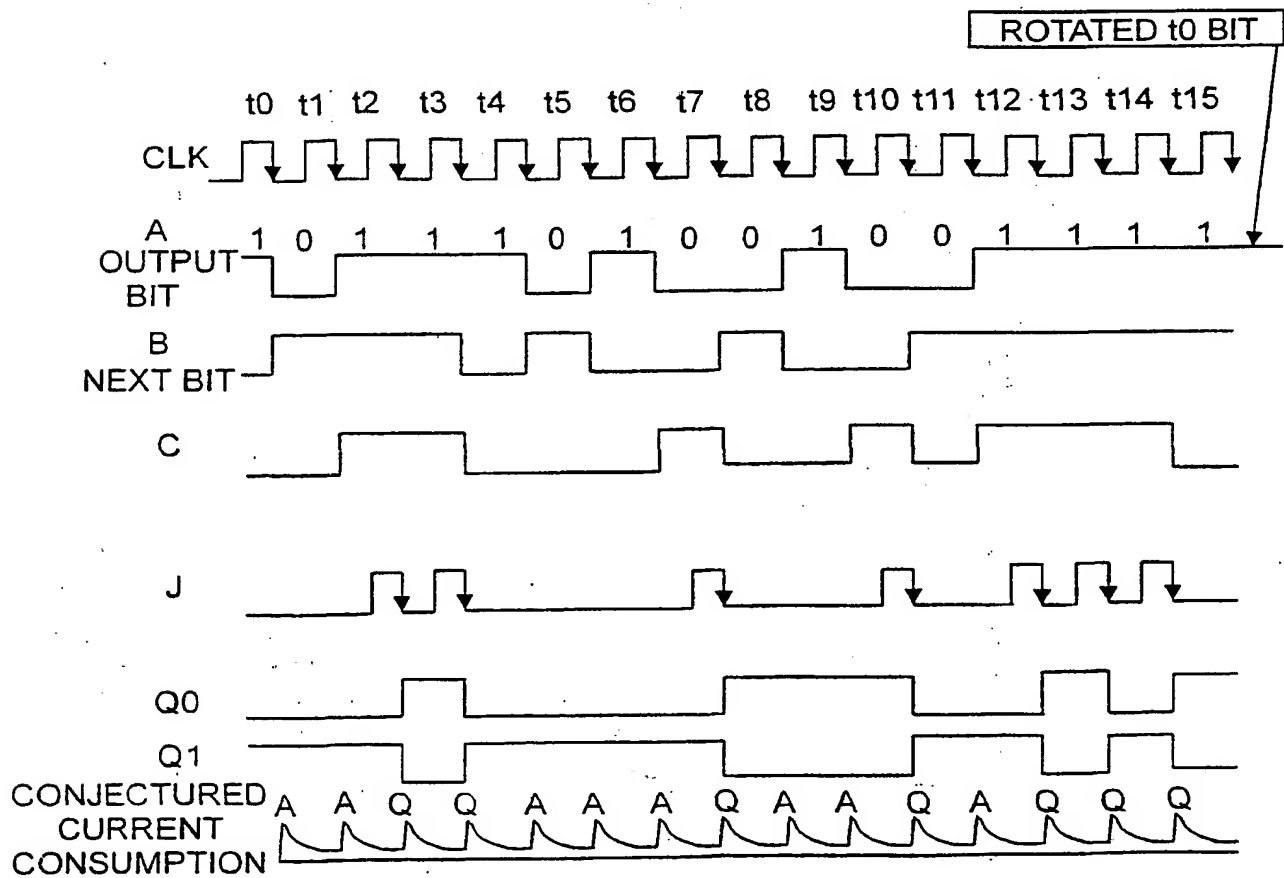 ROTATED t0 BIT
t0 t1 t2 t3 t4 t5 t6 t7 t8 t9 t10 t11 t12 t13 t14 t15
CLK
A 1 0 1 1 1 0 1 0 0 1 0 0 1 1 1 1
OUTPUT
BIT
B
NEXT BIT
C
J
Q0
Q1
CONJECTURED A A Q Q A A A Q A A Q A Q Q Q
CURRENT
CONSUMPTION